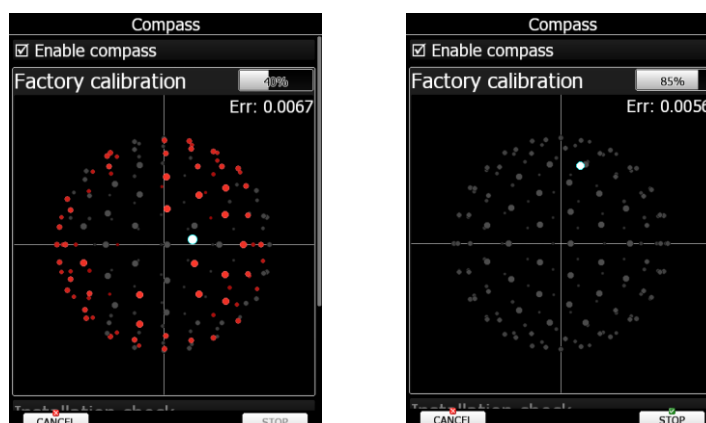 Compass
Enable compass
Factory calibration 40%
Err: 0.0067
CANCEL STOP
Compass
Enable compass
Factory calibration 85%
Err: 0.0056
CANCEL STOP